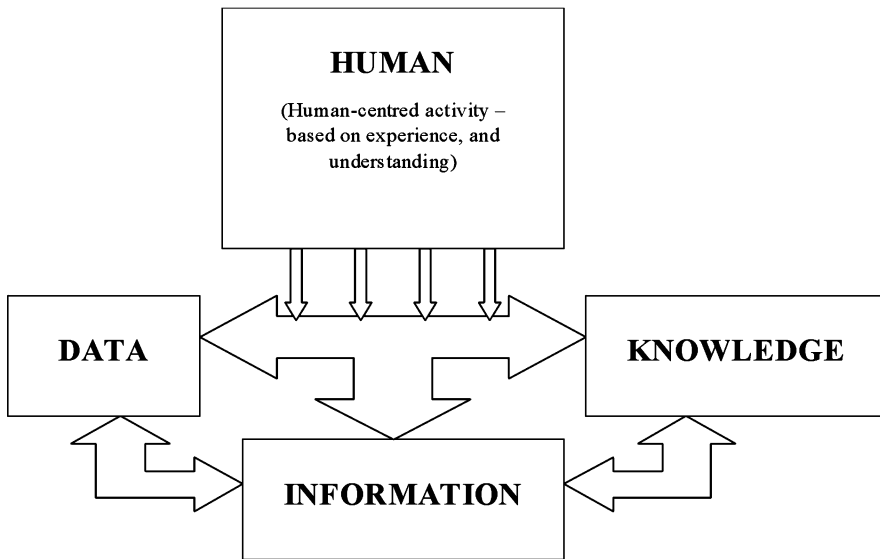 HUMAN
(Human-centred activity –
based on experience, and
understanding)
DATA
KNOWLEDGE
INFORMATION